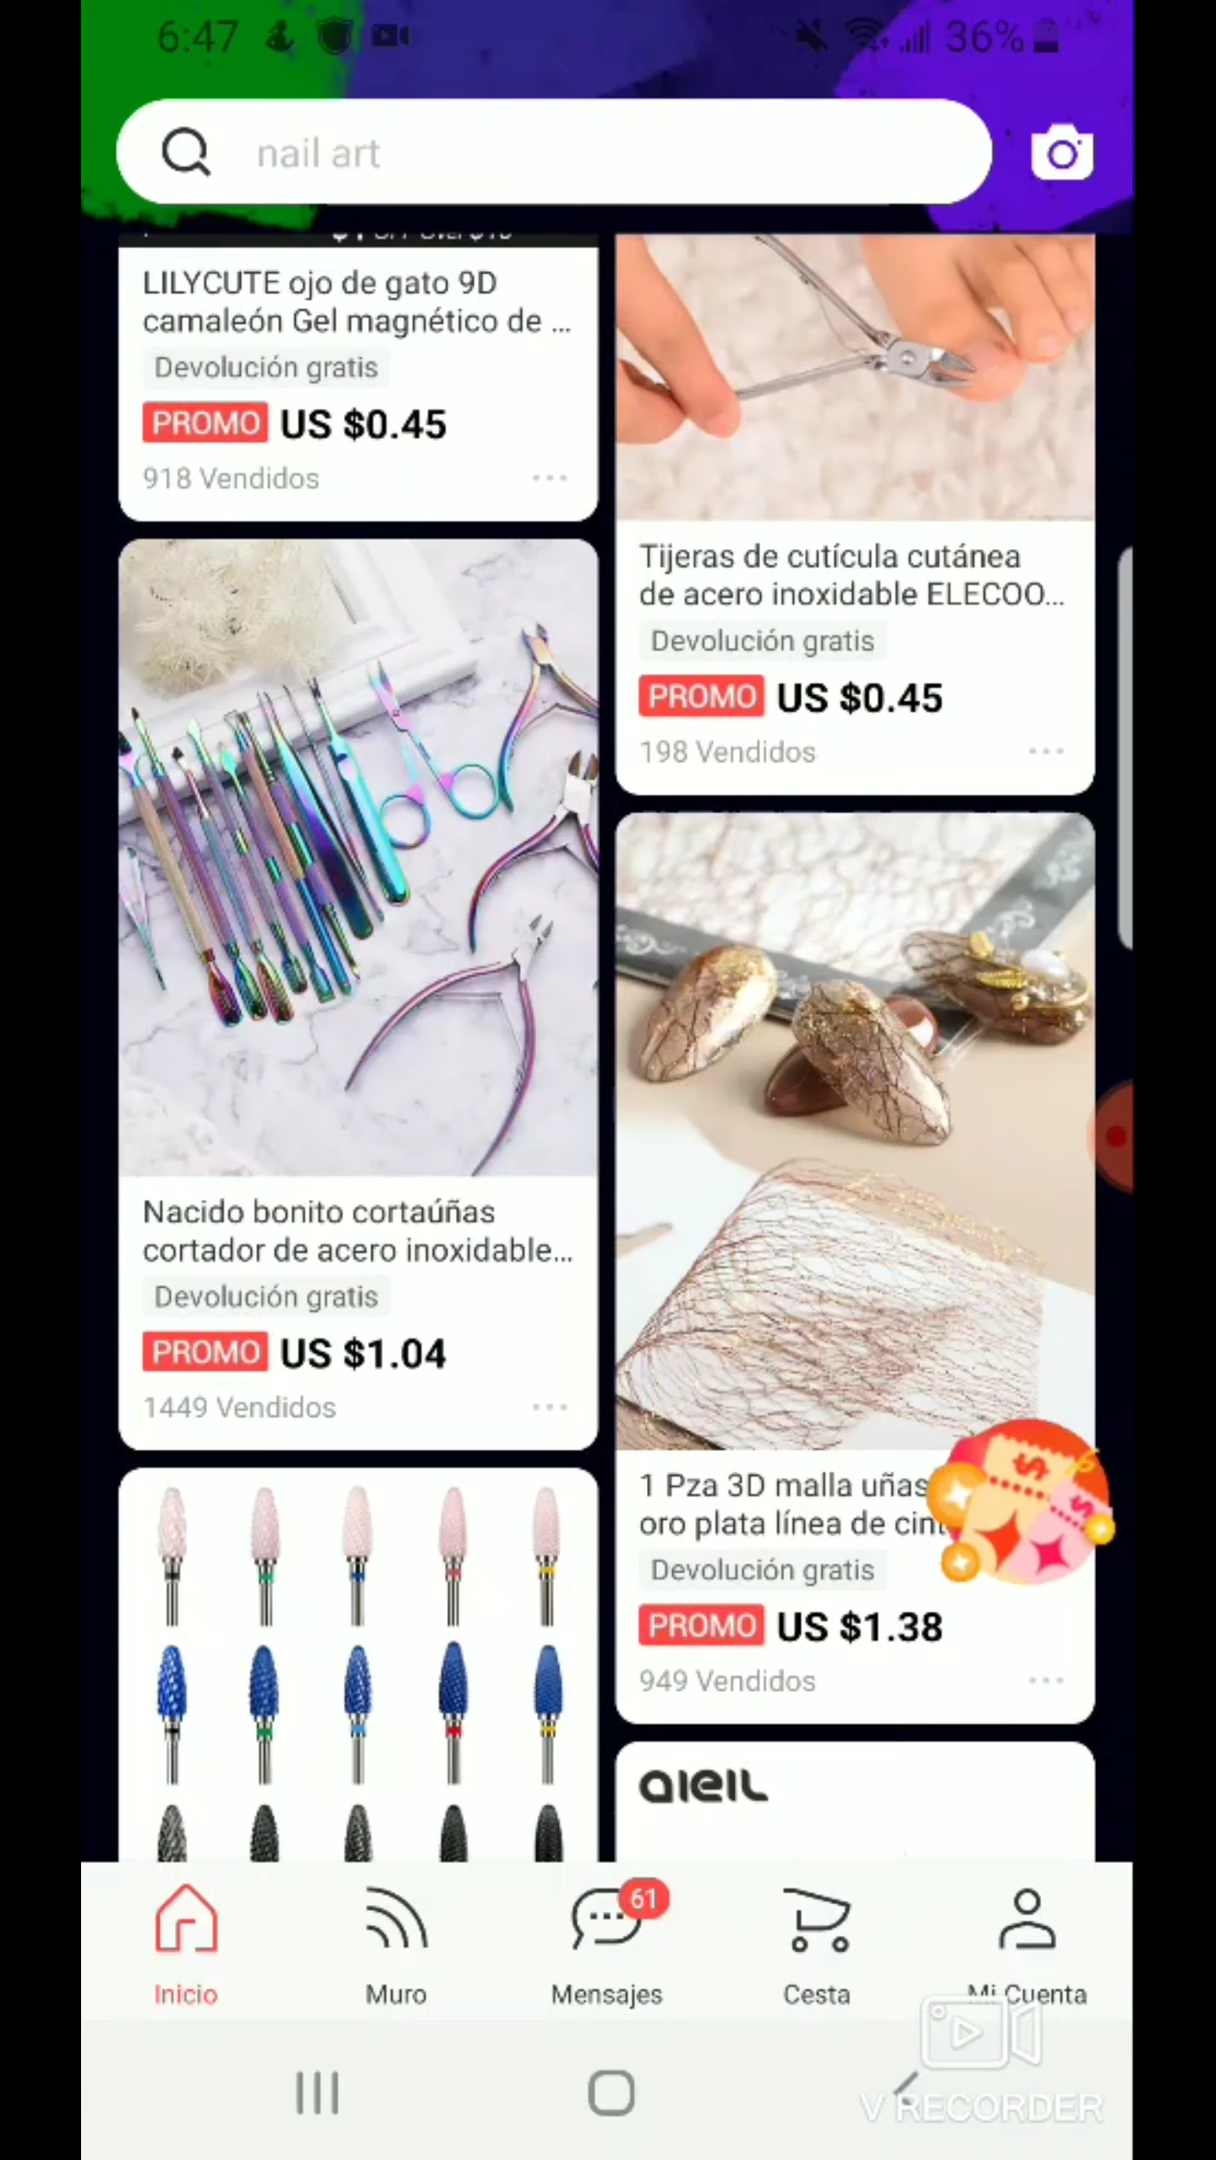 6:47
36%
nail art
LILYCUTE ojo de gato 9D
camaleón Gel magnético de ...
Devolución gratis
PROMO US $0.45
918 Vendidos
Tijeras de cutícula cutánea
de acero inoxidable ELECOO...
Devolución gratis
PROMO US $0.45
198 Vendidos
Nacido bonito cortaúñas
cortador de acero inoxidable...
Devolución gratis
PROMO US $1.04
1449 Vendidos
1 Pza 3D malla uñas
oro plata línea de
Devolución gratis
PROMO US $1.38
949 Vendidos
61
Inicio
Muro
Mensajes
Cesta
Mi Cuenta
V RECORDER